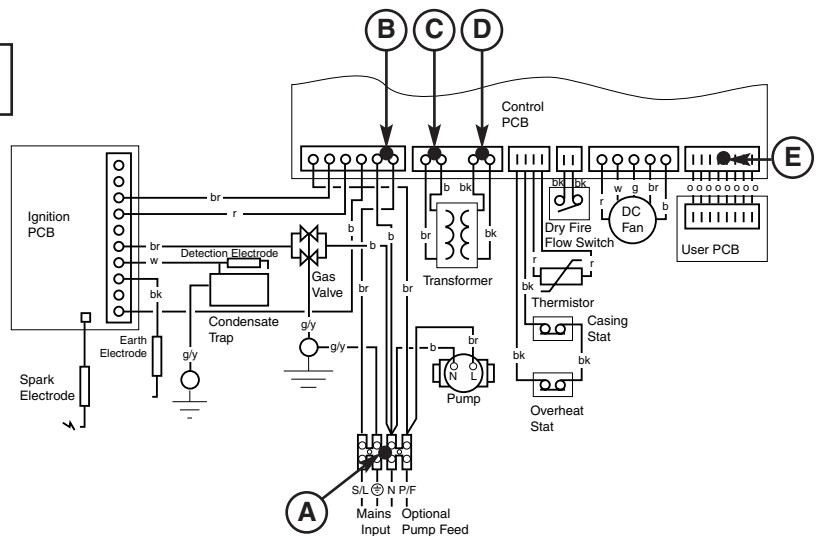 B C D
Control
PCB
E
b bk
bk bk
r w g br b
o o o o o o o o
Ignition
PCB
br
r
b
b
b
br bk
Dry Fire
Flow Switch
DC
Fan
User PCB
br
w
Detection Electrode
Gas
Valve
Transformer
r r
Thermistor
bk
br
br
bk
Condensate
Trap
g/y
g/y
Casing
Stat
Earth
Electrode
g/y
b
br
bk
bk
Spark
Electrode
N L
Pump
Overheat
Stat
A
S/L N P/F
Mains
Input
Optional
Pump Feed